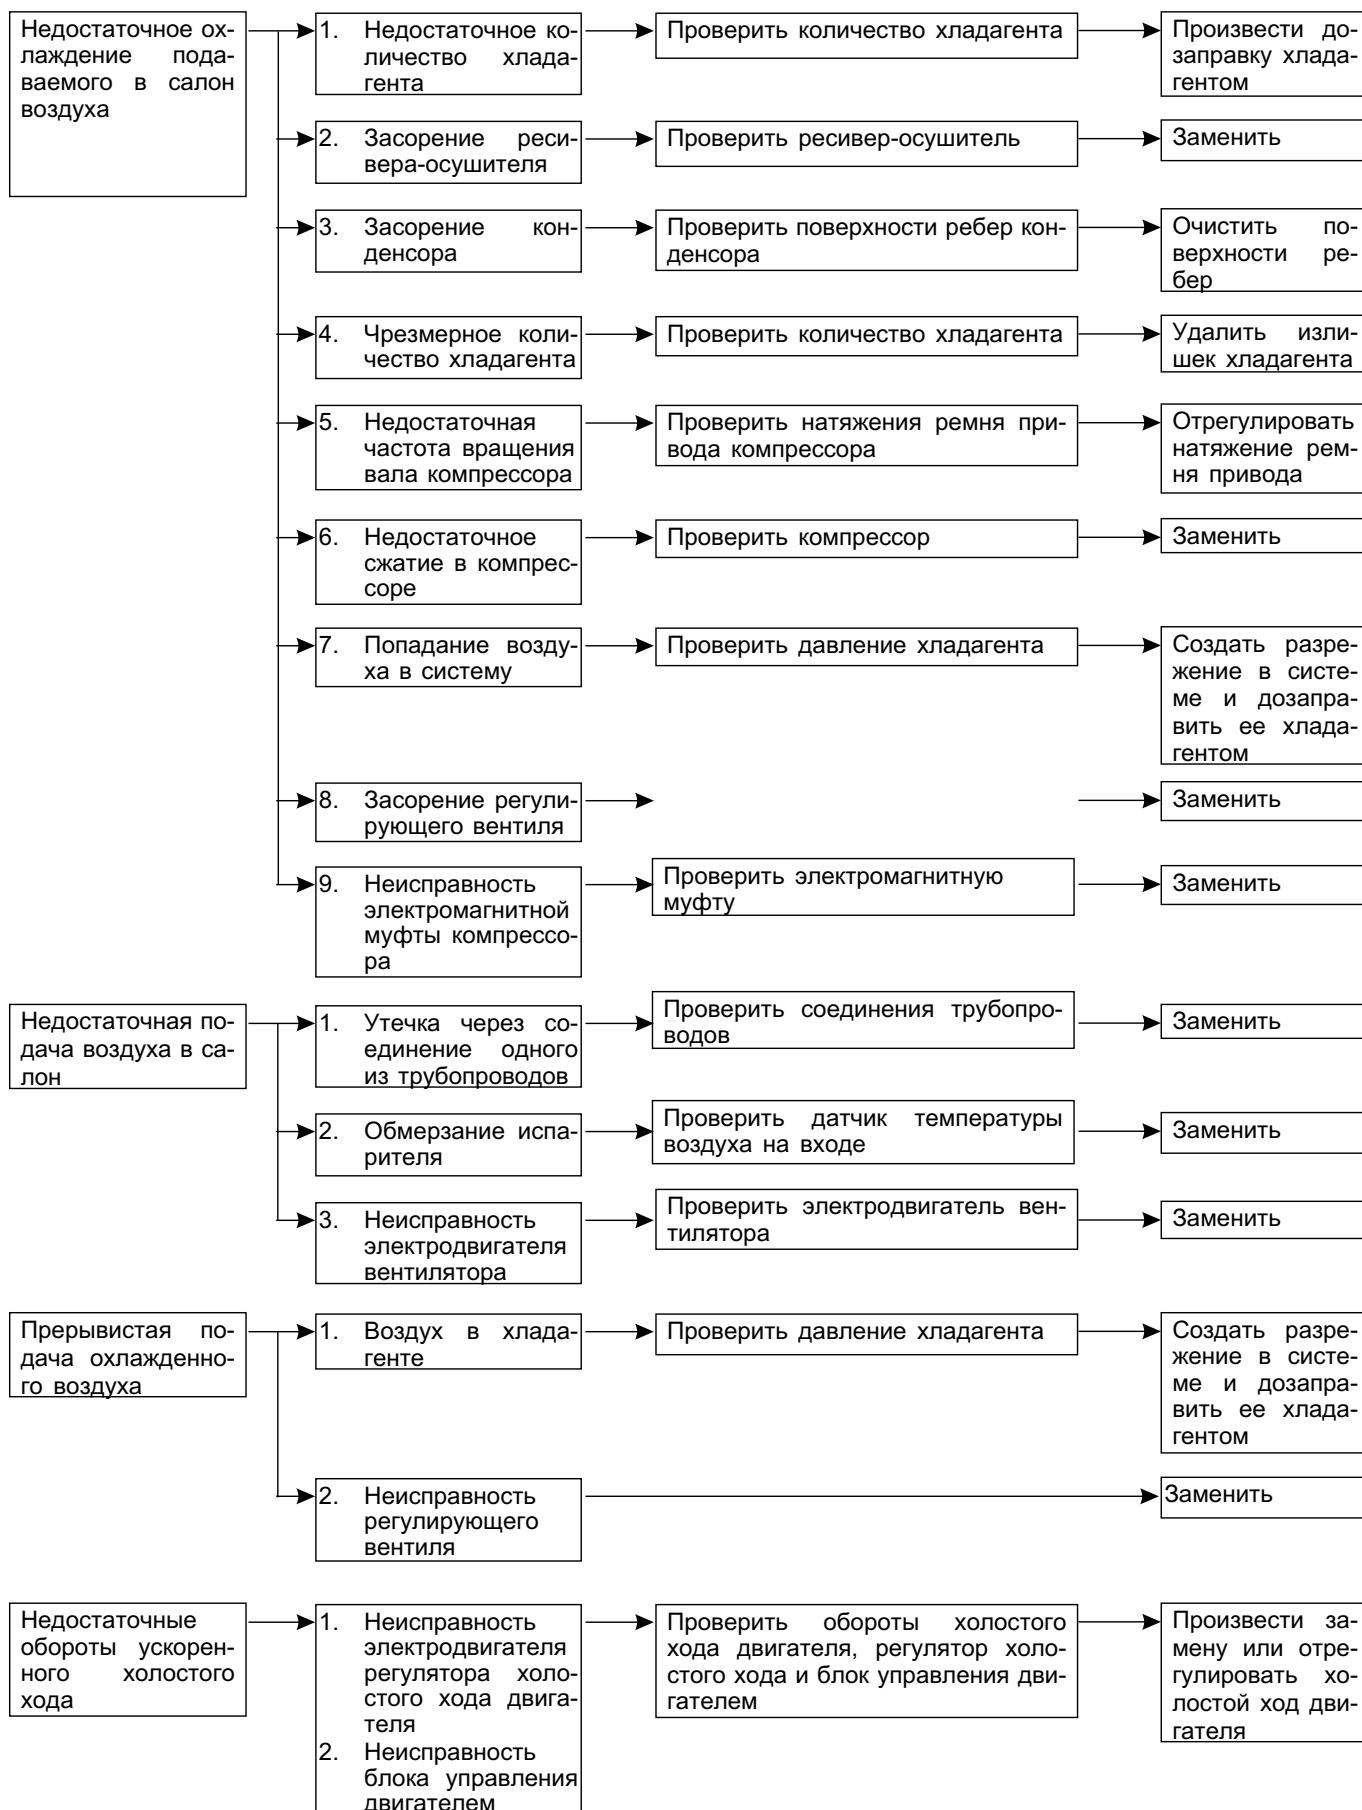 Недостаточное ох-
лаждение пода-
ваемого в салон
воздуха
1. Недостаточное ко-
личество хлада-
гента
Проверить количество хладагента
Произвести до-
заправку хлада-
гентом
2. Засорение реси-
вера-осушителя
Проверить ресивер-осушитель
Заменить
3. Засорение кон-
денсора
Проверить поверхности ребер кон-
денсора
Очистить по-
верхности ре-
бер
4. Чрезмерное коли-
чество хладагента
Проверить количество хладагента
Удалить изли-
шек хладагента
5. Недостаточная
частота вращения
вала компрессора
Проверить натяжения ремня при-
вода компрессора
Отрегулировать
натяжение рем-
ня привода
6. Недостаточное
сжатие в компрес-
соре
Проверить компрессор
Заменить
7. Попадание возду-
ха в систему
Проверить давление хладагента
Создать разре-
жение в систе-
ме и дозапра-
вить ее хлада-
гентом
8. Засорение регули-
рующего вентиля
Заменить
9. Неисправность
электромагнитной
муфты компрессо-
ра
Проверить электромагнитную
муфту
Заменить
Недостаточная по-
дача воздуха в са-
лон
1. Утечка через со-
единение одного
из трубопроводов
Проверить соединения трубопро-
водов
Заменить
2. Обмерзание испа-
рителя
Проверить датчик температуры
воздуха на входе
Заменить
3. Неисправность
электродвигателя
вентилятора
Проверить электродвигатель вен-
тилятора
Заменить
Прерывистая по-
дача охлажденно-
го воздуха
1. Воздух в хлада-
генте
Проверить давление хладагента
Создать разре-
жение в систе-
ме и дозапра-
вить ее хлада-
гентом
2. Неисправность
регулирующего
вентиля
Заменить
Недостаточные
обороты ускорен-
ного холостого
хода
1. Неисправность
электродвигателя
регулятора холо-
стого хода двига-
теля
2. Неисправность
блока управления
двигателем
Проверить обороты холостого
хода двигателя, регулятор холо-
стого хода и блок управления дви-
гателем
Произвести за-
мену или отре-
гулировать хо-
лостой ход дви-
гателя